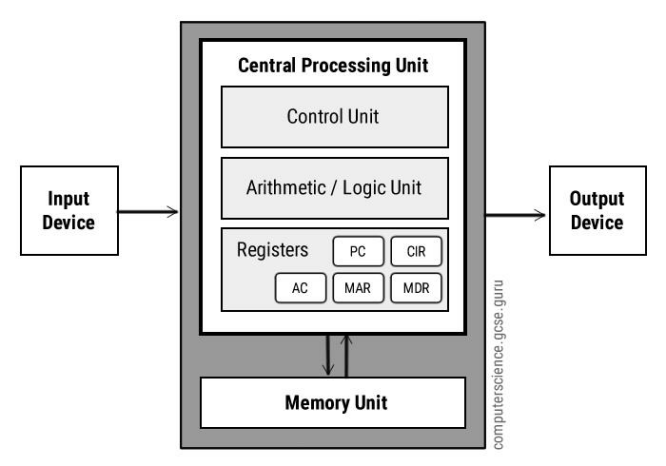 Central Processing Unit
Control Unit
Input
Device
Arithmetic / Logic Unit
Output
Device
Registers PC CIR
AC MAR MDR
Memory Unit
computerscience.gcse.guru